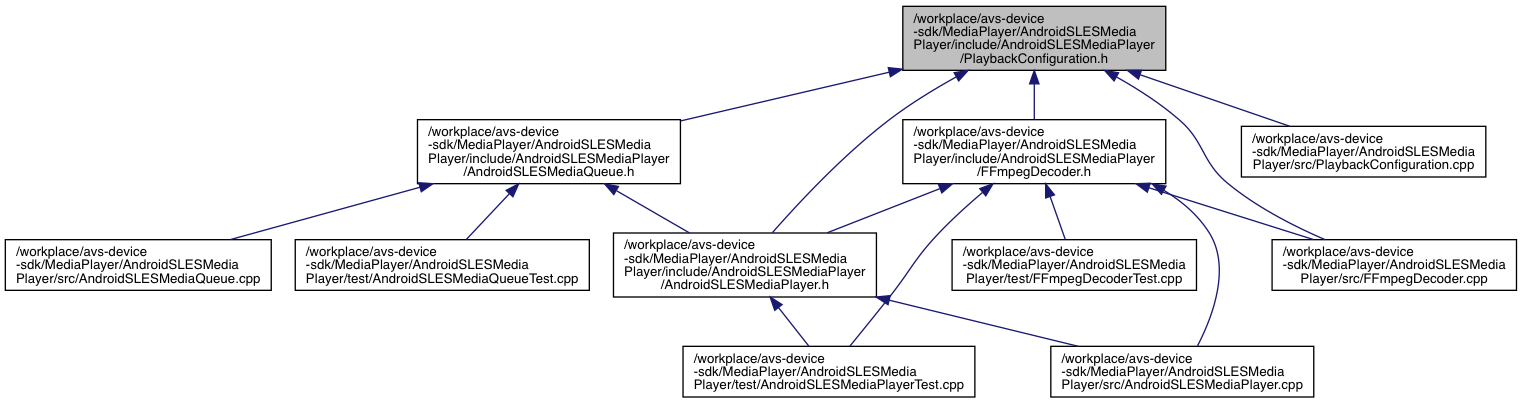 /workplace/avs-device
-sdk/MediaPlayer/AndroidSLESMedia
Player/include/AndroidSLESMediaPlayer
/PlaybackConfiguration.h
/workplace/avs-device
-sdk/MediaPlayer/AndroidSLESMedia
Player/include/AndroidSLESMediaPlayer
/AndroidSLESMediaQueue.h
/workplace/avs-device
-sdk/MediaPlayer/AndroidSLESMedia
Player/include/AndroidSLESMediaPlayer
/FFmpegDecoder.h
/workplace/avs-device
-sdk/MediaPlayer/AndroidSLESMedia
Player/src/PlaybackConfiguration.cpp
/workplace/avs-device
-sdk/MediaPlayer/AndroidSLESMedia
Player/src/AndroidSLESMediaQueue.cpp
/workplace/avs-device
-sdk/MediaPlayer/AndroidSLESMedia
Player/test/AndroidSLESMediaQueueTest.cpp
/workplace/avs-device
-sdk/MediaPlayer/AndroidSLESMedia
Player/include/AndroidSLESMediaPlayer
/AndroidSLESMediaPlayer.h
/workplace/avs-device
-sdk/MediaPlayer/AndroidSLESMedia
Player/test/FFmpegDecoderTest.cpp
/workplace/avs-device
-sdk/MediaPlayer/AndroidSLESMedia
Player/src/FFmpegDecoder.cpp
/workplace/avs-device
-sdk/MediaPlayer/AndroidSLESMedia
Player/test/AndroidSLESMediaPlayerTest.cpp
/workplace/avs-device
-sdk/MediaPlayer/AndroidSLESMedia
Player/src/AndroidSLESMediaPlayer.cpp